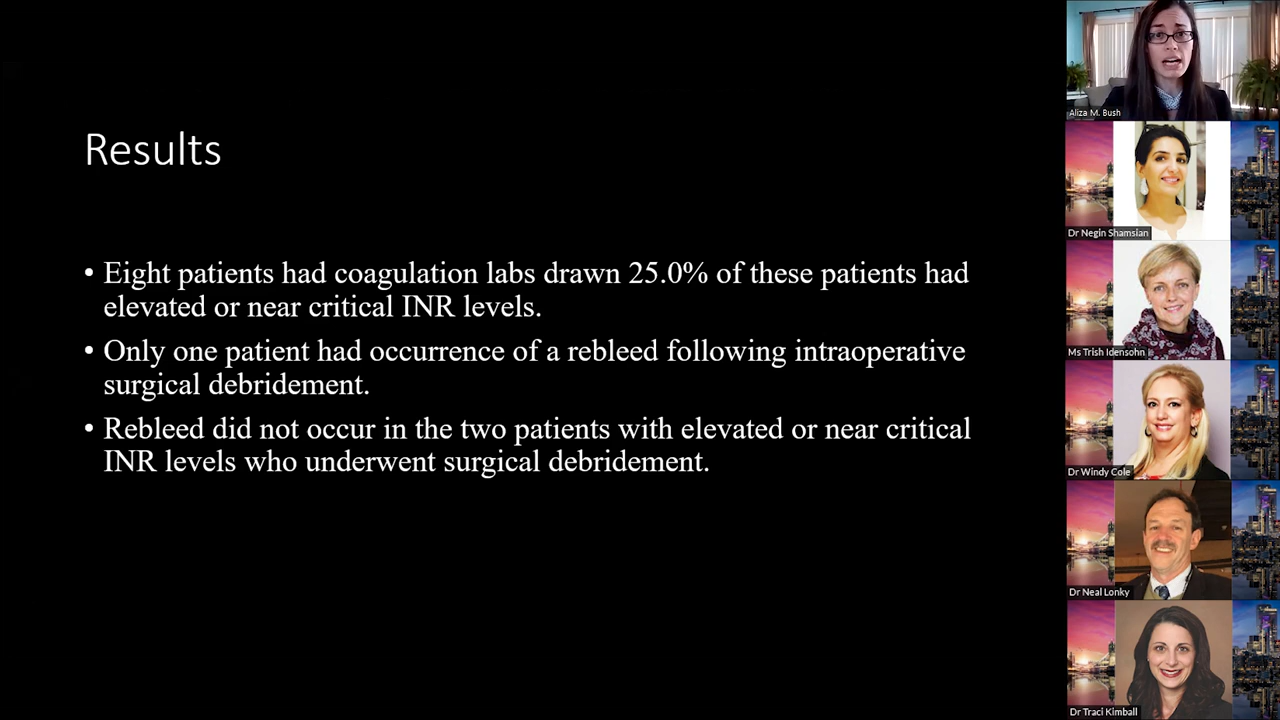 Results
• Eight patients had coagulation labs drawn 25.0% of these patients had
elevated or near critical INR levels.
• Only one patient had occurrence of a rebleed following intraoperative
surgical debridement.
• Rebleed did not occur in the two patients with elevated or near critical
INR levels who underwent surgical debridement.
Aliza M. Bush
Dr Negin Shamsian
Ms Trish Idensohn
Dr Windy Cole
Dr Neal Lonky
Dr Traci Kimball